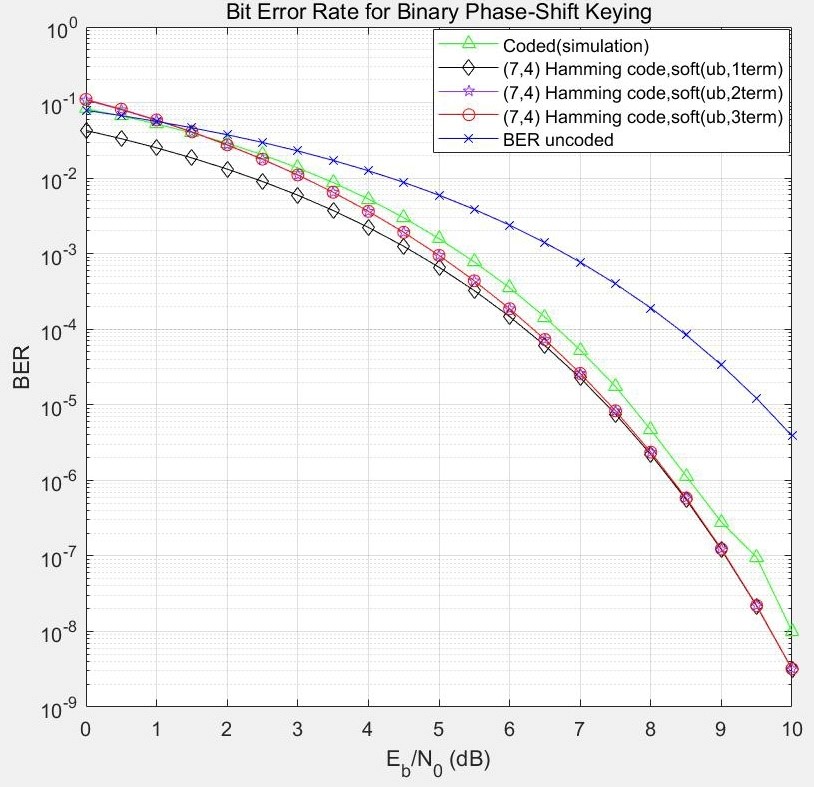 Bit Error Rate for Binary Phase-Shift Keying
Coded(simulation)
(7,4) Hamming code,soft(ub,1term)
(7,4) Hamming code,soft(ub,2term)
(7,4) Hamming code,soft(ub,3term)
BER uncoded
10^0
10^-1
10^-2
10^-3
10^-4
10^-5
10^-6
10^-7
10^-8
10^-9
BER
0 1 2 3 4 5 6 7 8 9 10
E_b/N_0 (dB)